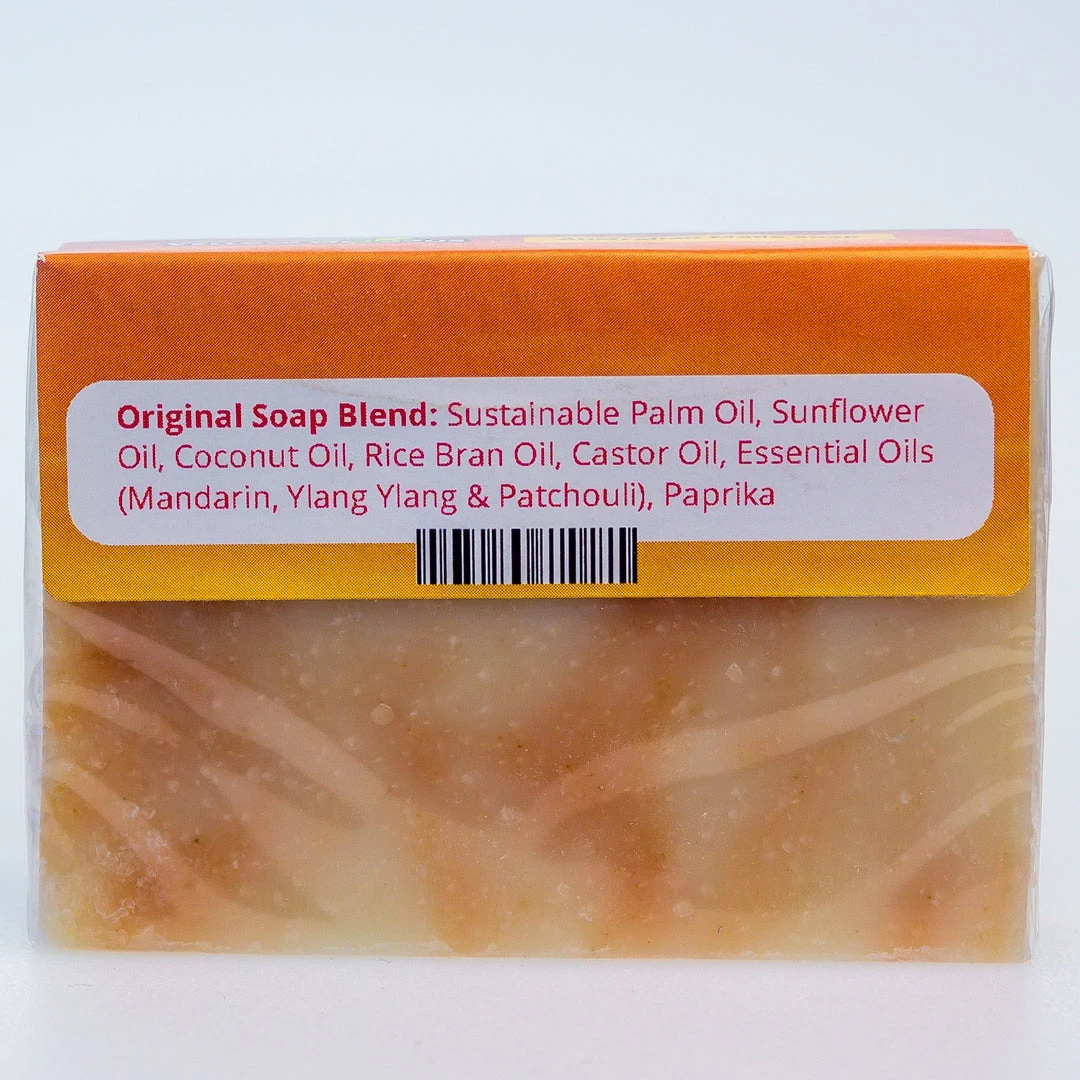 Original Soap Blend: Sustainable Palm Oil, Sunflower
Oil, Coconut Oil, Rice Bran Oil, Castor Oil, Essential Oils
(Mandarin, Ylang Ylang & Patchouli), Paprika